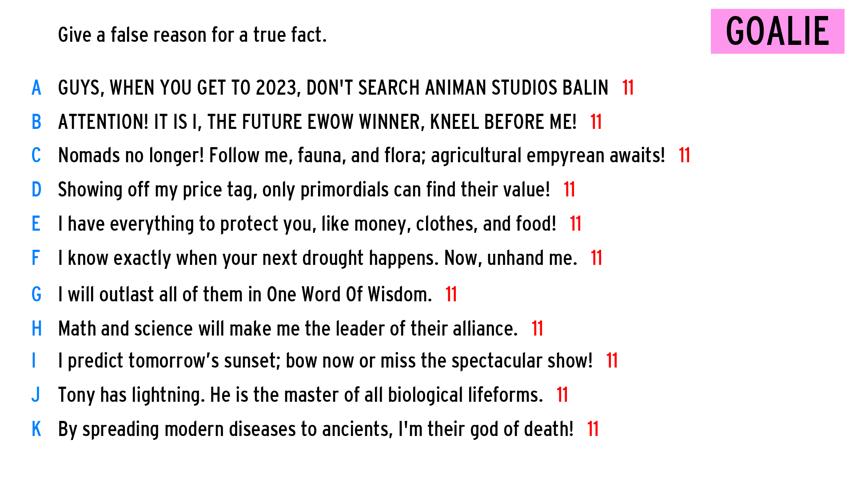 Give a false reason for a true fact.
GOALIE
A GUYS, WHEN YOU GET TO 2023, DON'T SEARCH ANIMAN STUDIOS BALIN 11
B ATTENTION! IT IS I, THE FUTURE EWOW WINNER, KNEEL BEFORE ME! 11
C Nomads no longer! Follow me, fauna, and flora; agricultural empyrean awaits! 11
D Showing off my price tag, only primordials can find their value! 11
E I have everything to protect you, like money, clothes, and food! 11
F I know exactly when your next drought happens. Now, unhand me. 11
G I will outlast all of them in One Word Of Wisdom. 11
H Math and science will make me the leader of their alliance. 11
I I predict tomorrow’s sunset; bow now or miss the spectacular show! 11
J Tony has lightning. He is the master of all biological lifeforms. 11
K By spreading modern diseases to ancients, I'm their god of death! 11